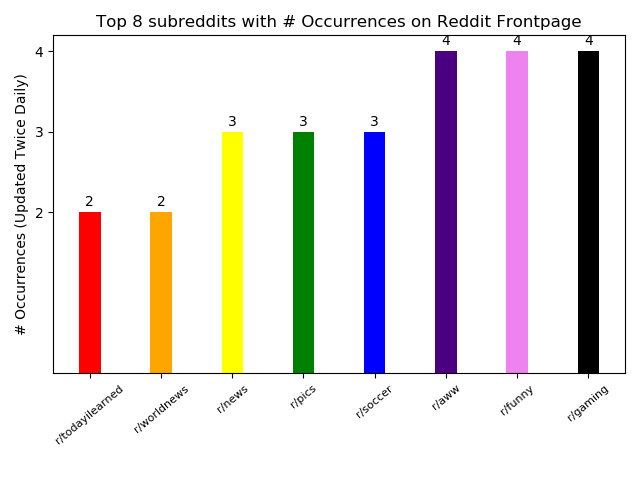 Top 8 subreddits with # Occurrences on Reddit Frontpage
# Occurrences (Updated Twice Daily)
4
3
2
2
2
3
3
3
4
4
4
r/todayilearned
r/worldnews
r/news
r/pics
r/soccer
r/aww
r/funny
r/gaming